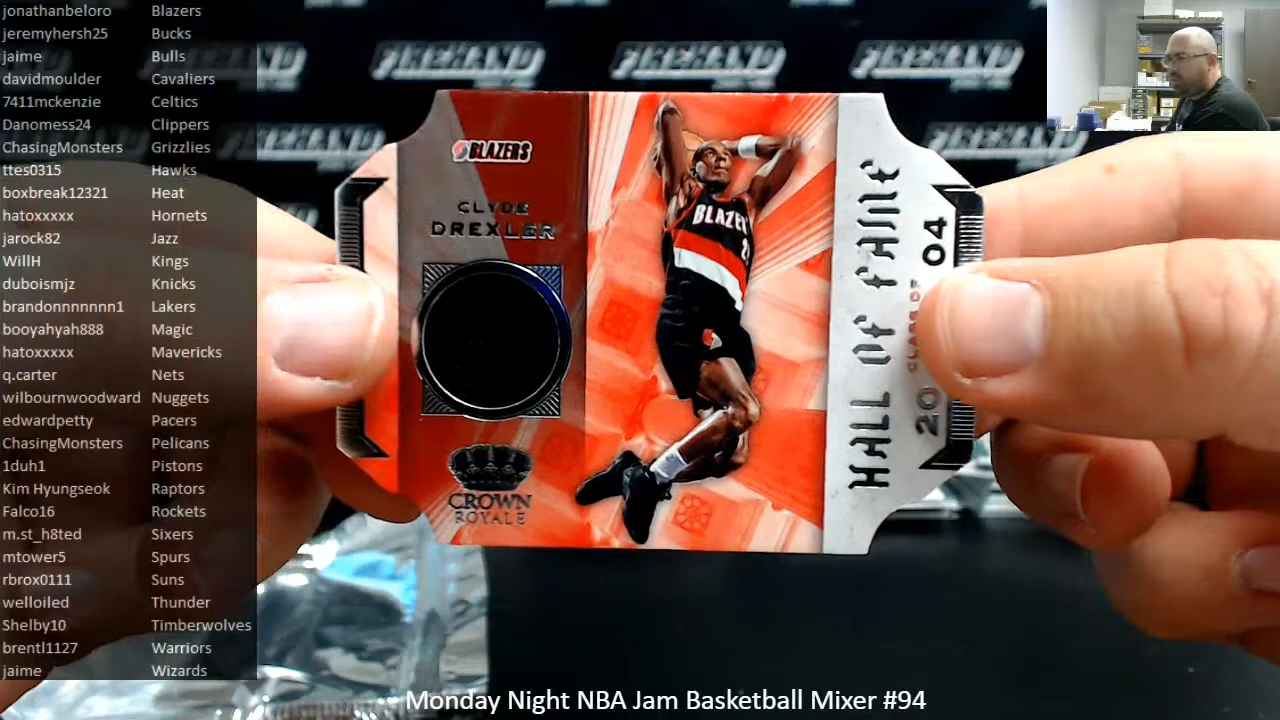 jonathanbeloro Blazers
jeremyhersh25 Bucks
jaime Bulls
davidmoulder Cavaliers
7411mckenzie Celtics
Danomess24 Clippers
ChasingMonsters Grizzlies
ttes0315 Hawks
boxbreak12321 Heat
hatoxxxxx Hornets
jarock82 Jazz
WillH Kings
duboismjz Knicks
brandonnnnnnn1 Lakers
booyahyah888 Magic
hatoxxxxx Mavericks
q.carter Nets
wilbournwoodward Nuggets
edwardpetty Pacers
ChasingMonsters Pelicans
1duh1 Pistons
Kim Hyungseok Raptors
Falco16 Rockets
m.st_h8ted Sixers
mtower5 Spurs
rbrox0111 Suns
welloiled Thunder
Shelby10 Timberwolves
brentl1127 Warriors
jaime Wizards
FIREHAND FIREHAND FIREHAND
BLAZERS
CLYDE
DREXLER
CROWN
ROYALE
BLAZE
HALL OF FAME
CLASS OF
20 04
Monday Night NBA Jam Basketball Mixer #94